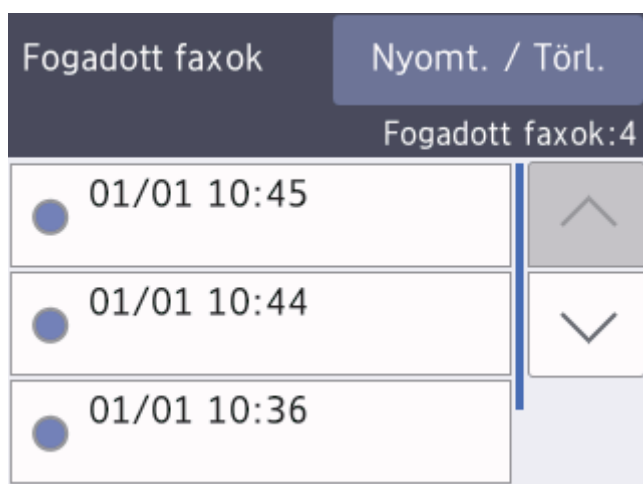 Fogadott faxok
Nyomt. / Törl.
Fogadott faxok:4
01/01 10:45
01/01 10:44
01/01 10:36